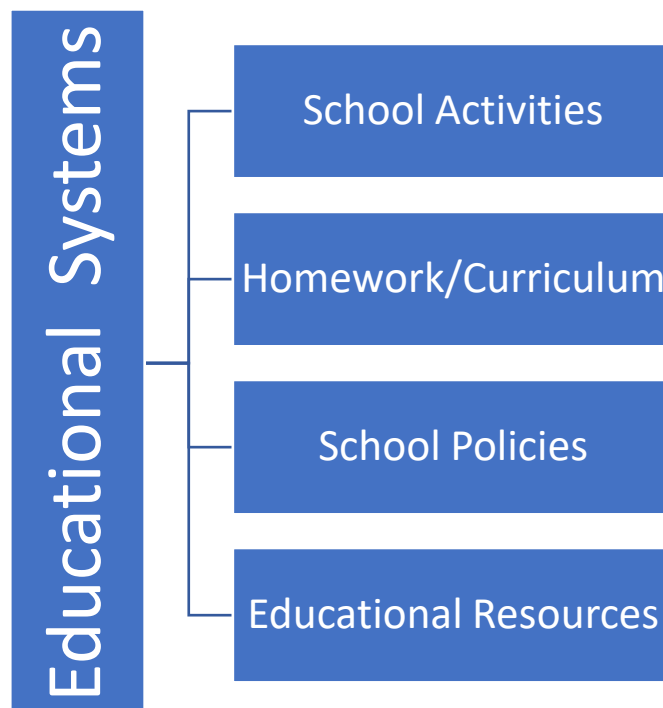 Educational Systems
School Activities
Homework/Curriculum
School Policies
Educational Resources